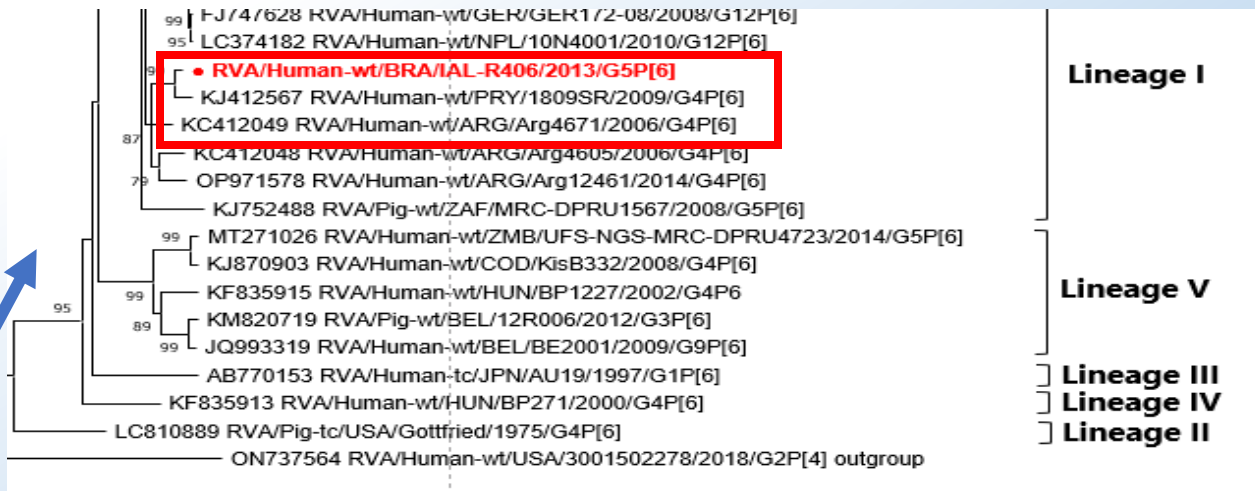 99 FJ747628 RVA/Human-wt/GER/GER172-08/2008/G12P[6]
95 LC374182 RVA/Human-wt/NPL/10N4001/2010/G12P[6]
RVA/Human-wt/BRA/IAL-R406/2013/G5P[6] Lineage I
KJ412567 RVA/Human-wt/PRY/1809SR/2009/G4P[6]
KC412049 RVA/Human-wt/ARG/Arg4671/2006/G4P[6]
87
KC412048 RVA/Human-wt/ARG/Arg4605/2006/G4P[6]
79 OP971578 RVA/Human-wt/ARG/Arg12461/2014/G4P[6]
KJ752488 RVA/Pig-wt/ZAF/MRC-DPRU1567/2008/G5P[6]
99 MT271026 RVA/Human-wt/ZMB/UFS-NGS-MRC-DPRU4723/2014/G5P[6]
KJ870903 RVA/Human-wt/COD/KisB332/2008/G4P[6]
99 KF835915 RVA/Human-wt/HUN/BP1227/2002/G4P6 Lineage V
95
89 KM820719 RVA/Pig-wt/BEL/12R006/2012/G3P[6]
99 JQ993319 RVA/Human-wt/BEL/BE2001/2009/G9P[6]
AB770153 RVA/Human-tc/JPN/AU19/1997/G1P[6] Lineage III
KF835913 RVA/Human-wt/HUN/BP271/2000/G4P[6] Lineage IV
LC810889 RVA/Pig-tc/USA/Gottfried/1975/G4P[6] Lineage II
ON737564 RVA/Human-wt/USA/3001502278/2018/G2P[4] outgroup